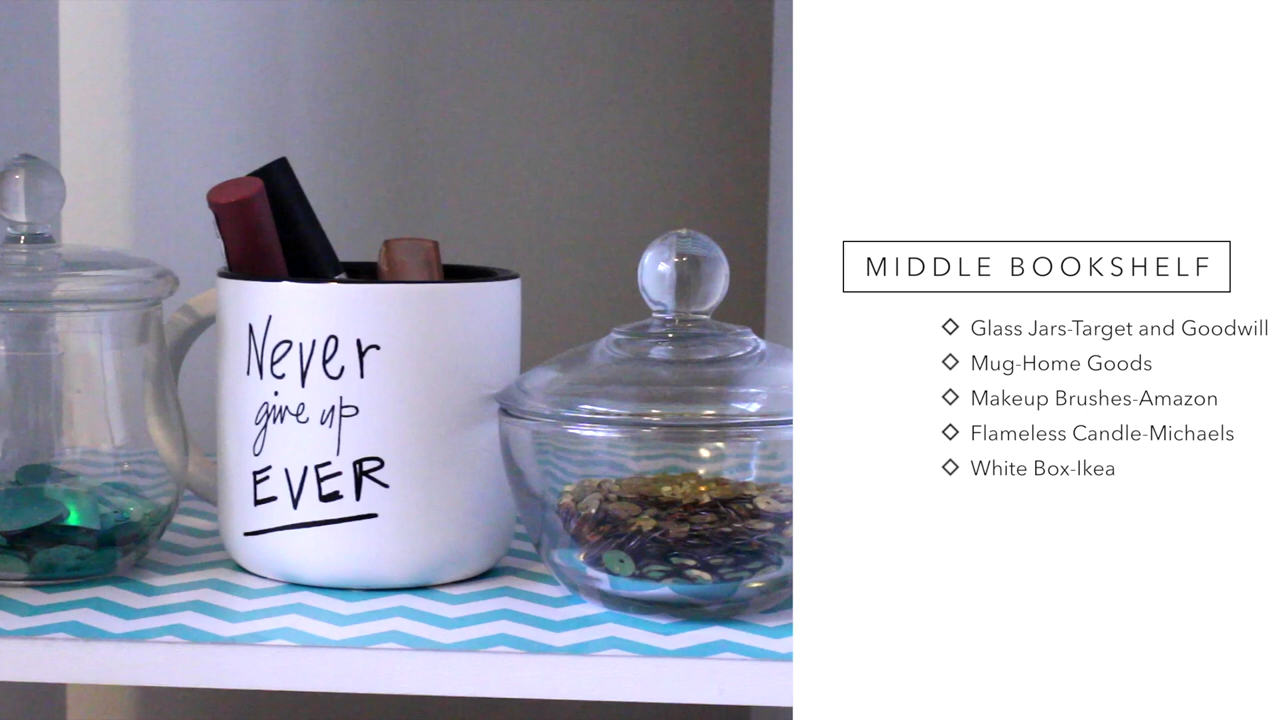 Never
give up
EVER
MIDDLE BOOKSHELF
Glass Jars-Target and Goodwill
Mug-Home Goods
Makeup Brushes-Amazon
Flameless Candle-Michaels
White Box-Ikea